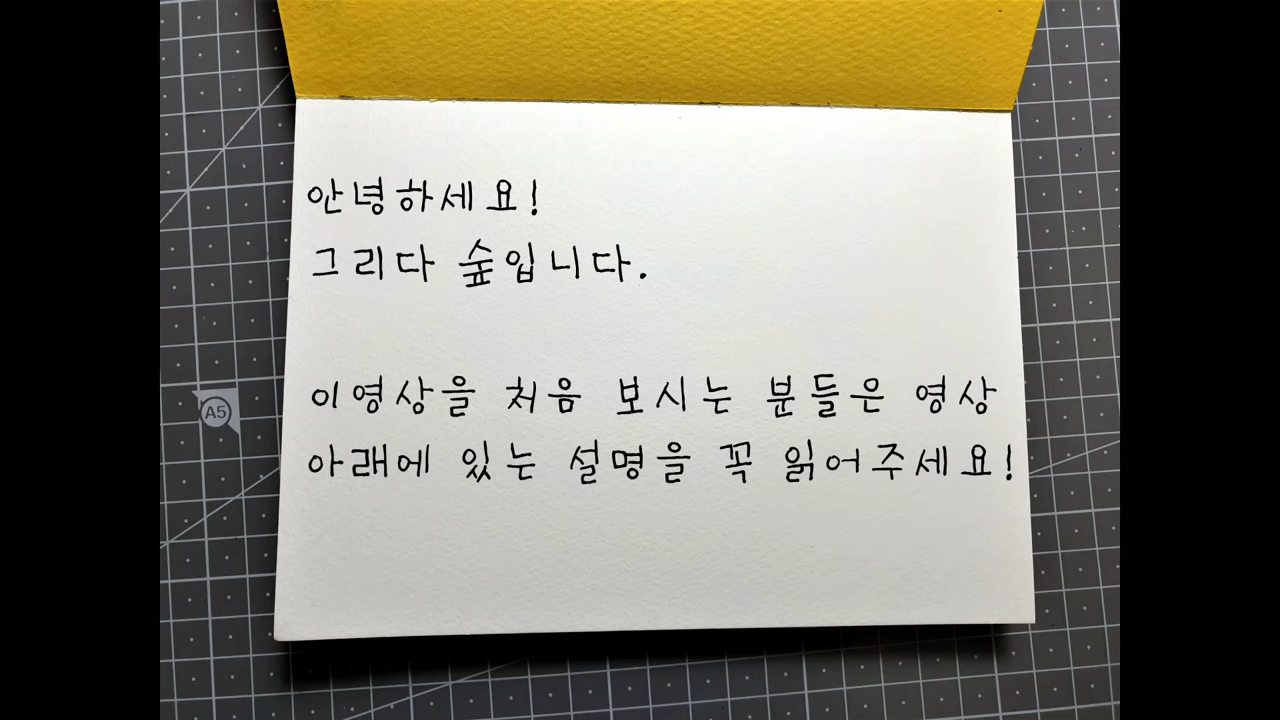 안녕하세요!
그리다 숲입니다.
이영상을 처음 보시는 분들은 영상
아래에 있는 설명을 꼭 읽어주세요!
A5